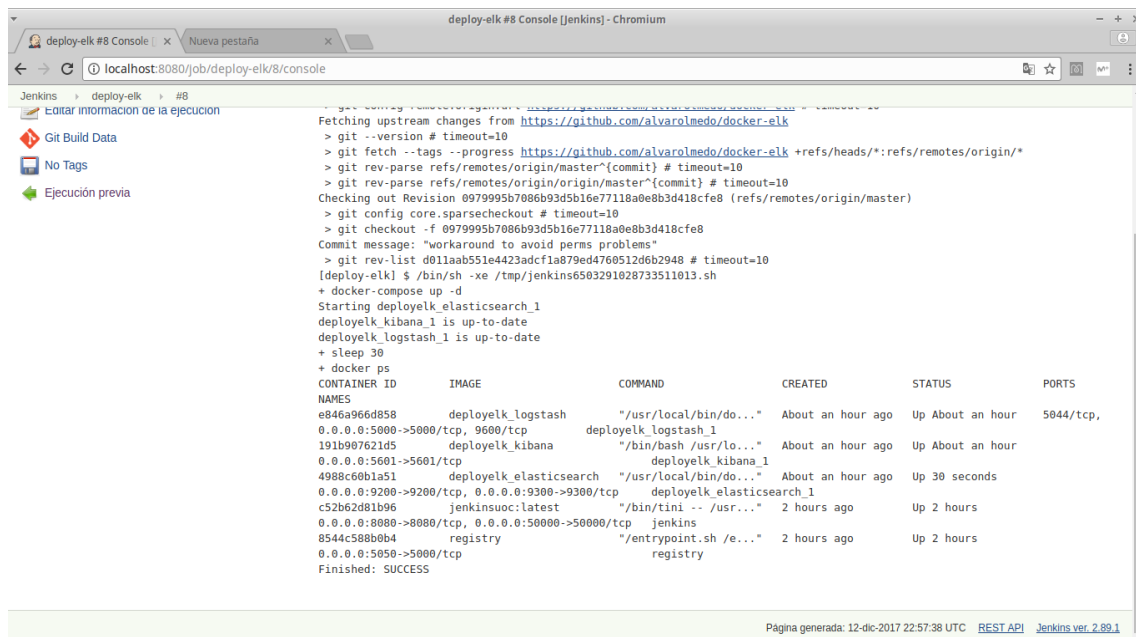 deploy-elk #8 Console [Jenkins] - Chromium
deploy-elk #8 Console [
Nueva pestaña
localhost:8080/job/deploy-elk/8/console
Jenkins
deploy-elk
#8
Editar información de la ejecución
Git Build Data
No Tags
Ejecución previa
> git config remote.origin.url https://github.com/alvarolmedo/docker-elk # timeout=10
Fetching upstream changes from https://github.com/alvarolmedo/docker-elk
> git --version # timeout=10
> git fetch --tags --progress https://github.com/alvarolmedo/docker-elk +refs/heads/*:refs/remotes/origin/*
> git rev-parse refs/remotes/origin/master^{commit} # timeout=10
> git rev-parse refs/remotes/origin/origin/master^{commit} # timeout=10
Checking out Revision 0979995b7086b93d5b16e77118a0e8b3d418cfe8 (refs/remotes/origin/master)
> git config core.sparsecheckout # timeout=10
> git checkout -f 0979995b7086b93d5b16e77118a0e8b3d418cfe8
Commit message: "workaround to avoid perms problems"
> git rev-list d011aab551e4423adcf1a879ed4760512d6b2948 # timeout=10
[deploy-elk] $ /bin/sh -xe /tmp/jenkins6503291028733511013.sh
+ docker-compose up -d
Starting deployelk_elasticsearch_1
deployelk_kibana_1 is up-to-date
deployelk_logstash_1 is up-to-date
+ sleep 30
+ docker ps
CONTAINER ID IMAGE COMMAND CREATED STATUS PORTS
NAMES
e846a966d858 deployelk_logstash "/usr/local/bin/do..." About an hour ago Up About an hour 5044/tcp,
0.0.0.0:5000->5000/tcp, 9600/tcp deployelk_logstash_1
191b907621d5 deployelk_kibana "/bin/bash /usr/lo..." About an hour ago Up About an hour
0.0.0.0:5601->5601/tcp deployelk_kibana_1
4988c60b1a51 deployelk_elasticsearch "/usr/local/bin/do..." About an hour ago Up 30 seconds
0.0.0.0:9200->9200/tcp, 0.0.0.0:9300->9300/tcp deployelk_elasticsearch_1
c52b62d81b96 jenkinsuoc:latest "/bin/tini -- /usr..." 2 hours ago Up 2 hours
0.0.0.0:8080->8080/tcp, 0.0.0.0:50000->50000/tcp jenkins
8544c588b0b4 registry "/entrypoint.sh /e..." 2 hours ago Up 2 hours
0.0.0.0:5050->5000/tcp registry
Finished: SUCCESS
Página generada: 12-dic-2017 22:57:38 UTC REST API Jenkins ver. 2.89.1